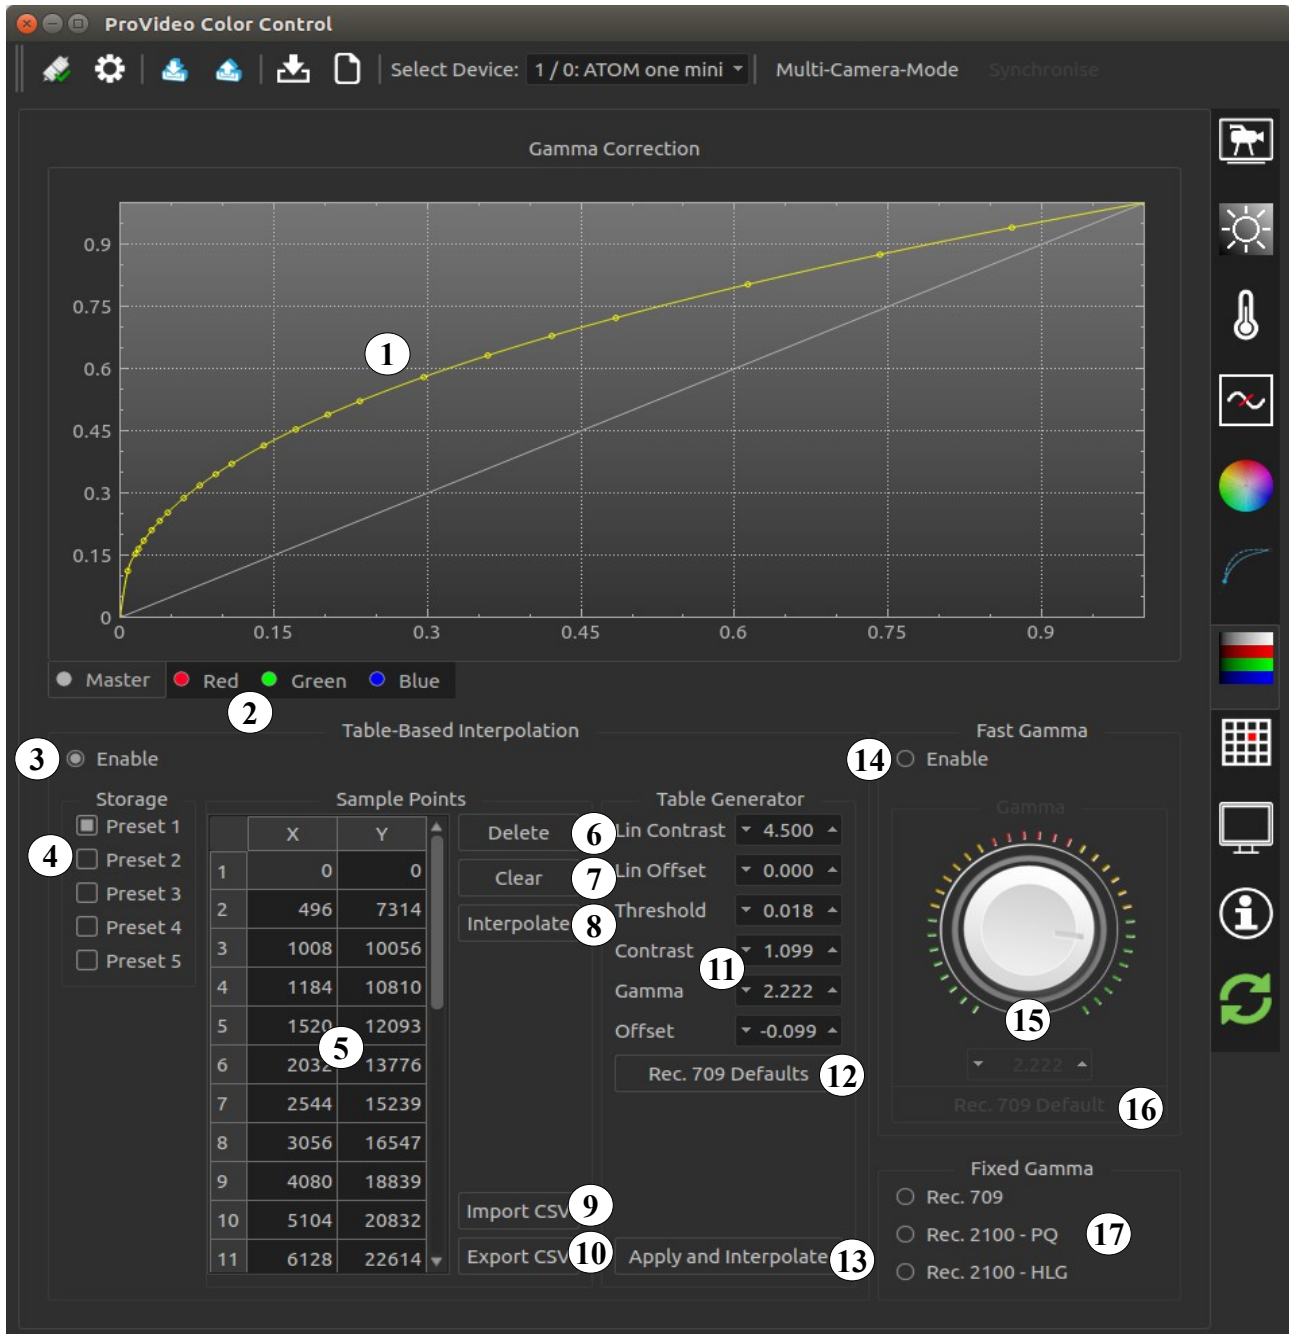 ProVideo Color Control
Select Device: 1 / 0: ATOM one mini Multi-Camera-Mode Synchronise
Gamma Correction
0.9
0.75
0.6
0.45
0.3
0.15
0
0 0.15 0.3 0.45 0.6 0.75 0.9
1
Master Red Green Blue
2
Table-Based Interpolation
3 Enable
Storage
Preset 1
4 Preset 2
Preset 3
Preset 4
Preset 5
Sample Points
X Y
1 0 0
2 496 7314
3 1008 10056
4 1184 10810
5 1520 12093
6 2032 13776
7 2544 15239
8 3056 16547
9 4080 18839
10 5104 20832
11 6128 22614
5
Delete 6
Clear 7
Interpolate 8
Import CSV 9
Export CSV 10
Table Generator
Lin Contrast 4.500
Lin Offset 0.000
Threshold 0.018
Contrast 1.099
11
Gamma 2.222
Offset -0.099
Rec. 709 Defaults 12
Apply and Interpolate 13
Fast Gamma
14 Enable
Gamma
15
2.222
Rec. 709 Default 16
Fixed Gamma
Rec. 709
Rec. 2100 - PQ 17
Rec. 2100 - HLG